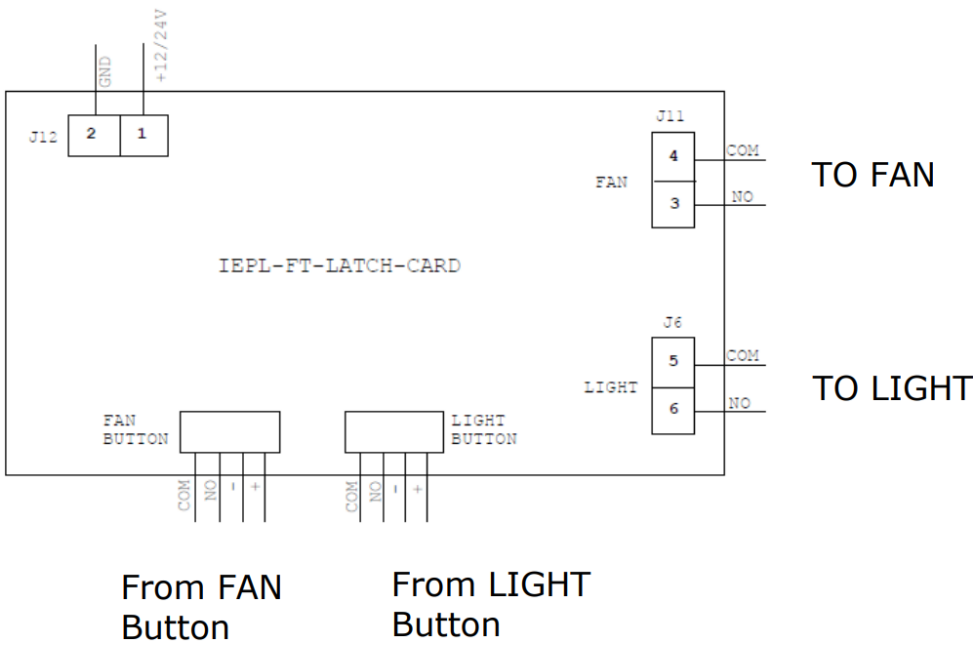 GND
+12/24V
J12
2
1
J11
4
COM
FAN
3
NO
TO FAN
IEPL-FT-LATCH-CARD
J6
5
COM
LIGHT
6
NO
TO LIGHT
FAN
BUTTON
LIGHT
BUTTON
COM
NO
-
+
COM
NO
-
+
From FAN
Button
From LIGHT
Button